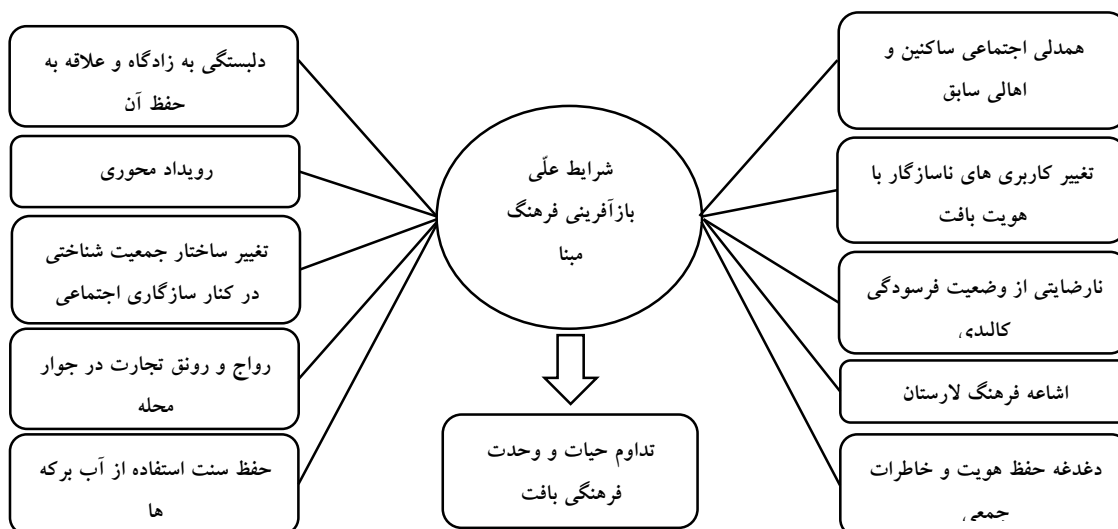 همدلی اجتماعی ساکنین و
اهالی سابق
تغییر کاربری های ناسازگار با
هویت بافت
نارضایتی از وضعیت فرسودگی
کالبدی
اشاعه فرهنگ لارستان
دغدغه حفظ هویت و خاطرات
جمعی
شرایط علّی
بازآفرینی فرهنگ
مبنا
تداوم حیات و وحدت
فرهنگی بافت
دلبستگی به زادگاه و علاقه به
حفظ آن
رویداد محوری
تغییر ساختار جمعیت شناختی
در کنار سازگاری اجتماعی
رواج و رونق تجارت در جوار
محله
حفظ سنت استفاده از آب برکه
ها